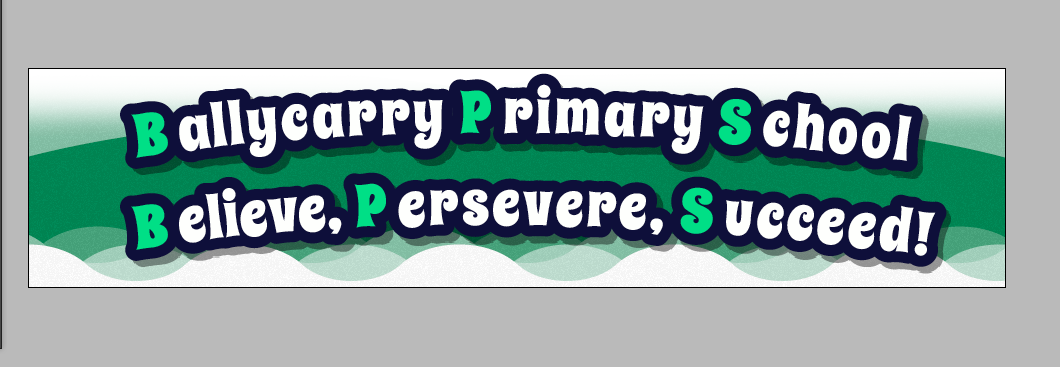 Ballycarry Primary School
Believe, Persevere, Succeed!